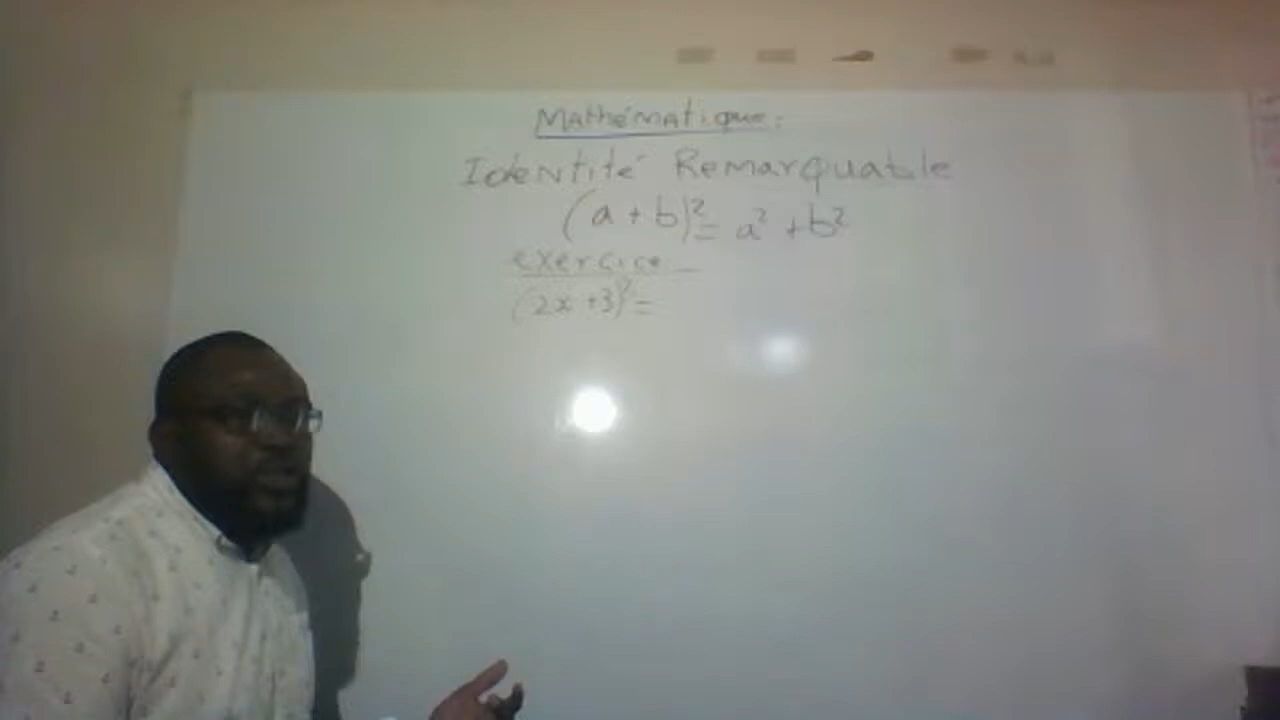 Mathématique:
Identité Remarquable
(a + b)² = a² + b²
exercice
(2x + 3)² =